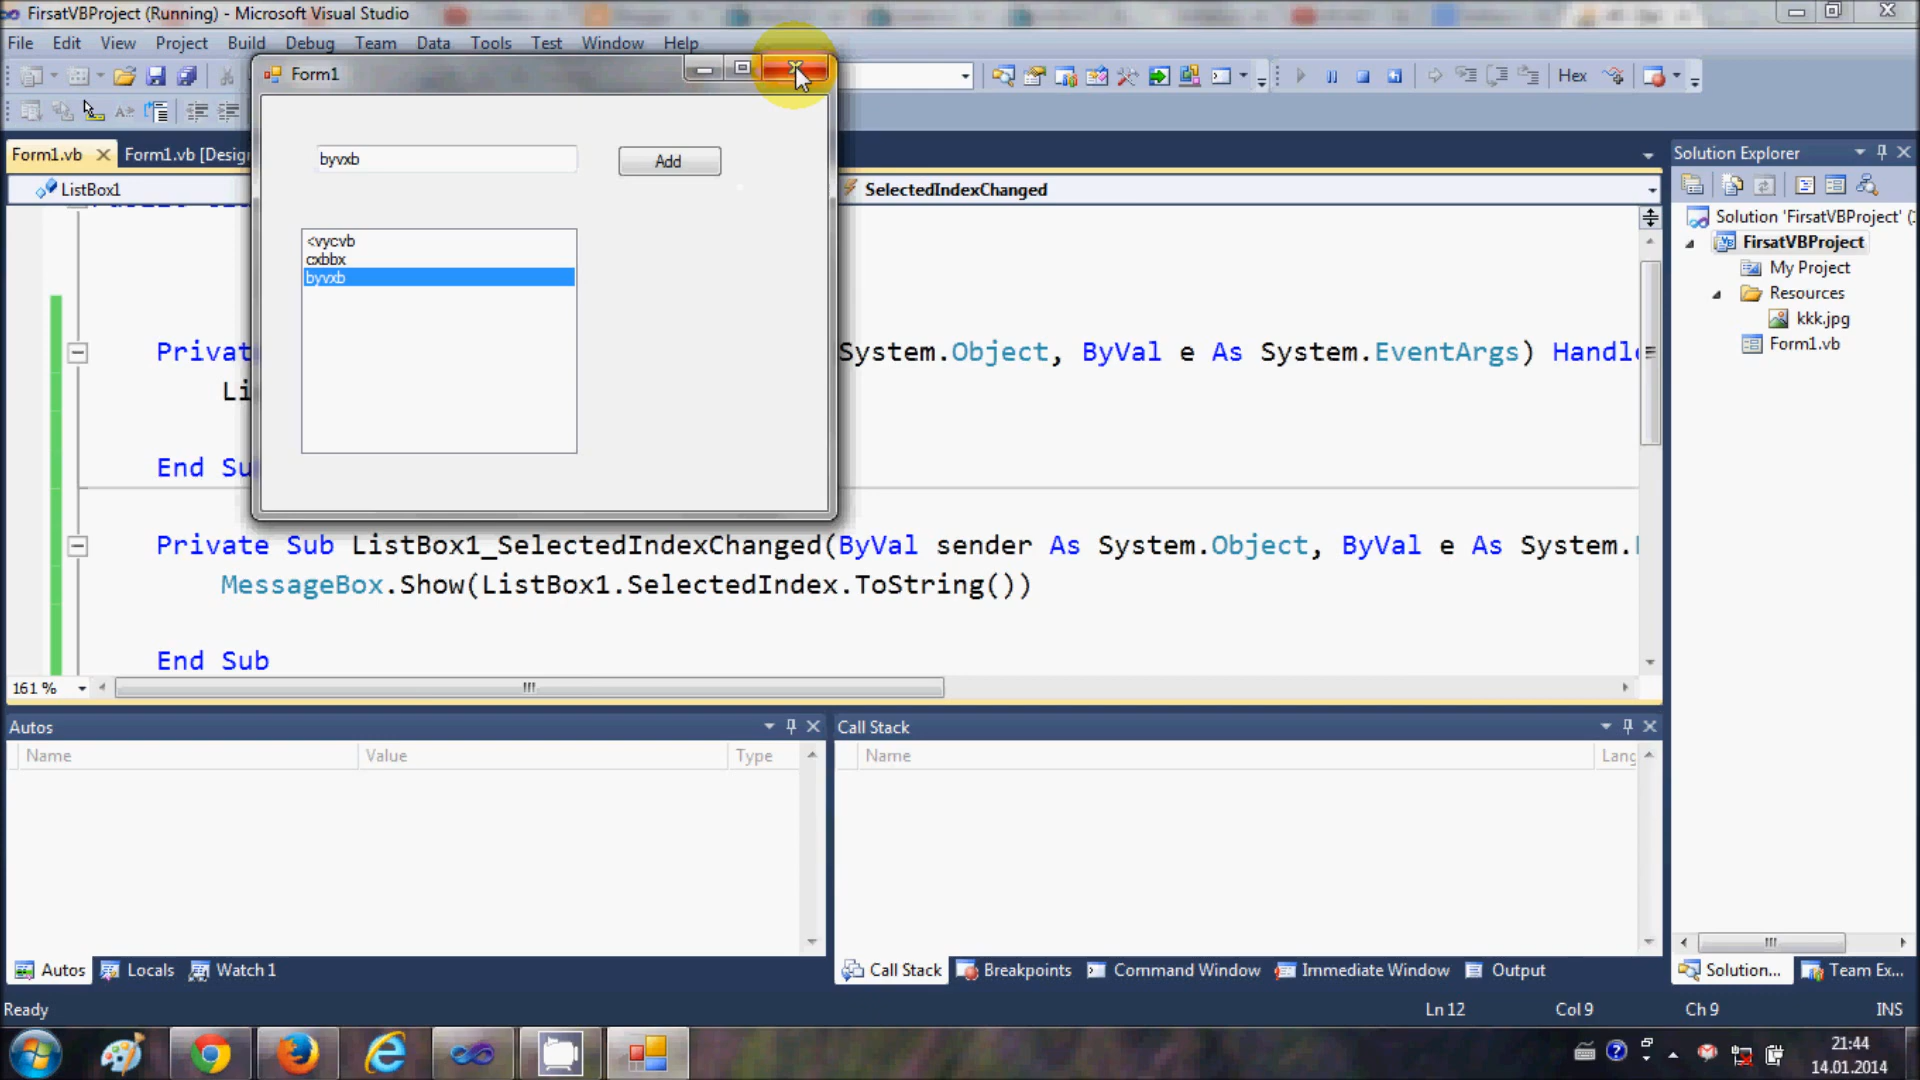 FirsatVBProject (Running) - Microsoft Visual Studio
File Edit View Project Build Debug Team Data Tools Test Window Help
Form1
Hex
Form1.vb Form1.vb [Desig
byvxb Add
ListBox1 SelectedIndexChanged
<vycvb
cxbbx
byvxb
Privat System.Object, ByVal e As System.EventArgs) Handl
Li
End Su
Private Sub ListBox1_SelectedIndexChanged(ByVal sender As System.Object, ByVal e As System.
MessageBox.Show(ListBox1.SelectedIndex.ToString())
End Sub
161 %
Solution Explorer
Solution 'FirsatVBProject' (
FirsatVBProject
My Project
Resources
kkk.jpg
Form1.vb
Autos
Name Value Type
Call Stack
Name Lang
Autos Locals Watch 1
Call Stack Breakpoints Command Window Immediate Window Output
Solution... Team Ex...
Ready Ln 12 Col 9 Ch 9 INS
21:44
14.01.2014